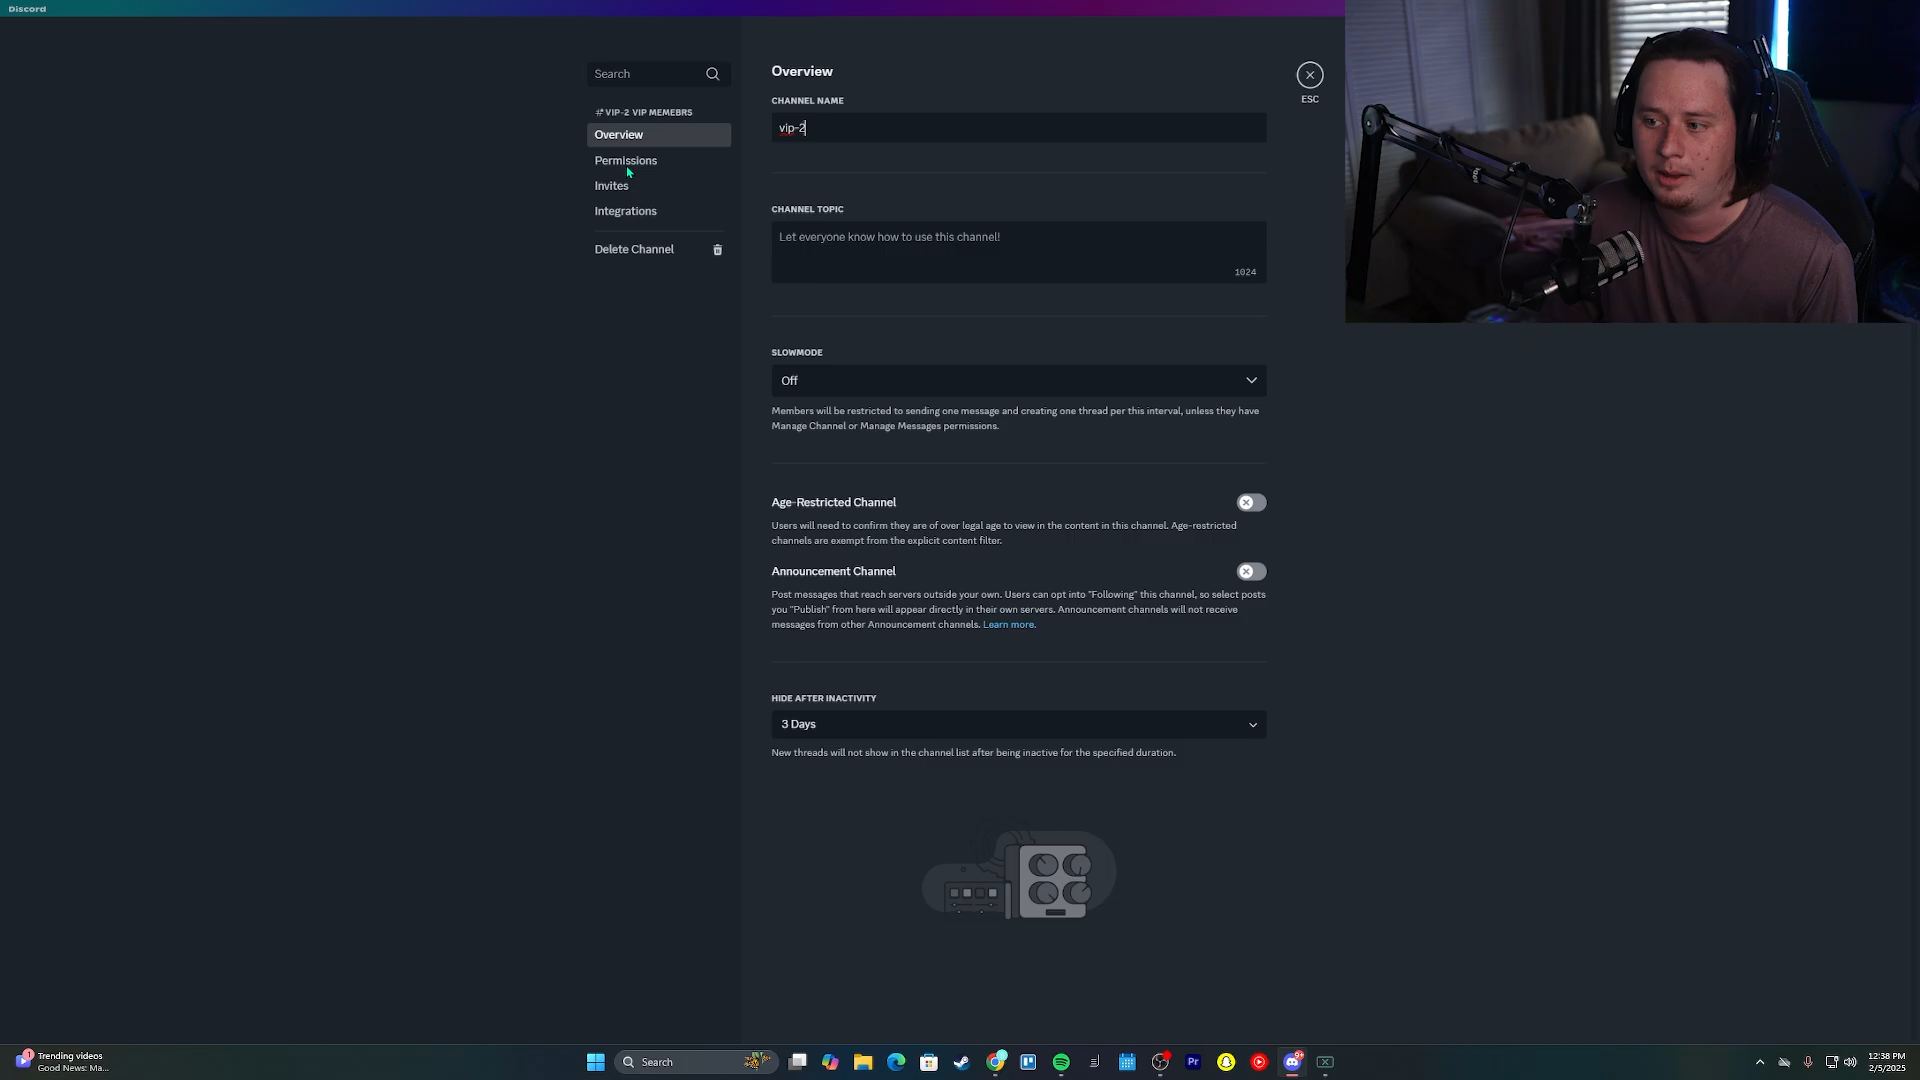 Discord
Search
#VIP-2 VIP MEMEBRS
Overview
Permissions
Invites
Integrations
Delete Channel
Overview
CHANNEL NAME
vip-2
ESC
CHANNEL TOPIC
Let everyone know how to use this channel!
1024
SLOWMODE
Off
Members will be restricted to sending one message and creating one thread per this interval, unless they have
Manage Channel or Manage Messages permissions.
Age-Restricted Channel
Users will need to confirm they are of over legal age to view in the content in this channel. Age-restricted
channels are exempt from the explicit content filter.
Announcement Channel
Post messages that reach servers outside your own. Users can opt into "Following" this channel, so select posts
you "Publish" from here will appear directly in their own servers. Announcement channels will not receive
messages from other Announcement channels. Learn more.
HIDE AFTER INACTIVITY
3 Days
New threads will not show in the channel list after being inactive for the specified duration.
1
Trending videos
Good News: Ma...
Search
Pr
9+
12:38 PM
2/5/2025